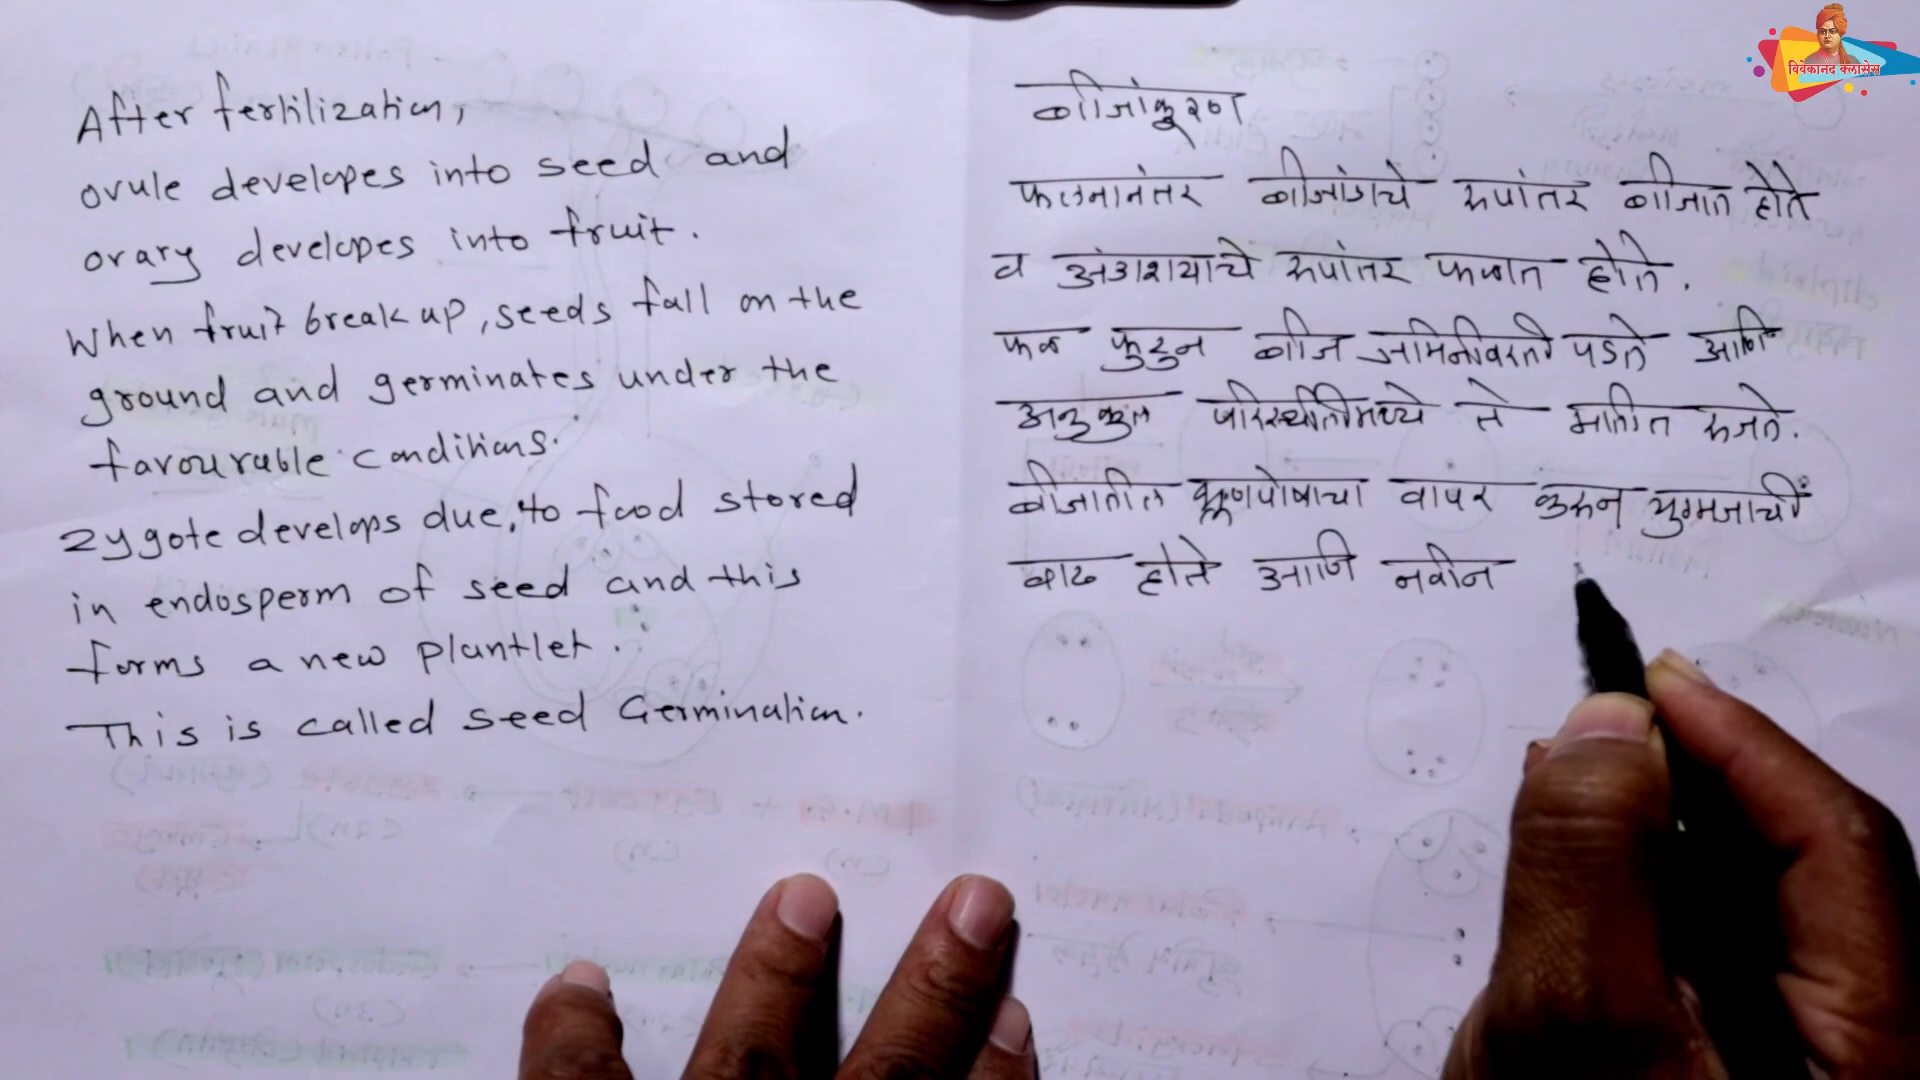 After fertilization,
ovule developes into seed and
orary developes into fruit.
When fruit break up, seeds fall on the
ground and germinates under the
favourable conditions.
Zygote develops due to food stored
in endosperm of seed and this
forms a new plantlet.
This is called seed Germination.
बीजांकूरण
फलनानंतर बीजांडाचे रुपांतर बीजात होते
व अंडाशयाचे रुपांतर फळात होते.
फळ फुटुन बीज जमिनीवरती पडते आणि
अनुकुल परिस्थीतीमध्ये ते मातीत रुजते.
बीजातील भ्रूणपोषाचा वापर करुन युग्मजाची
वाढ होते आणि नवीन
विवेकानंद क्लासेस